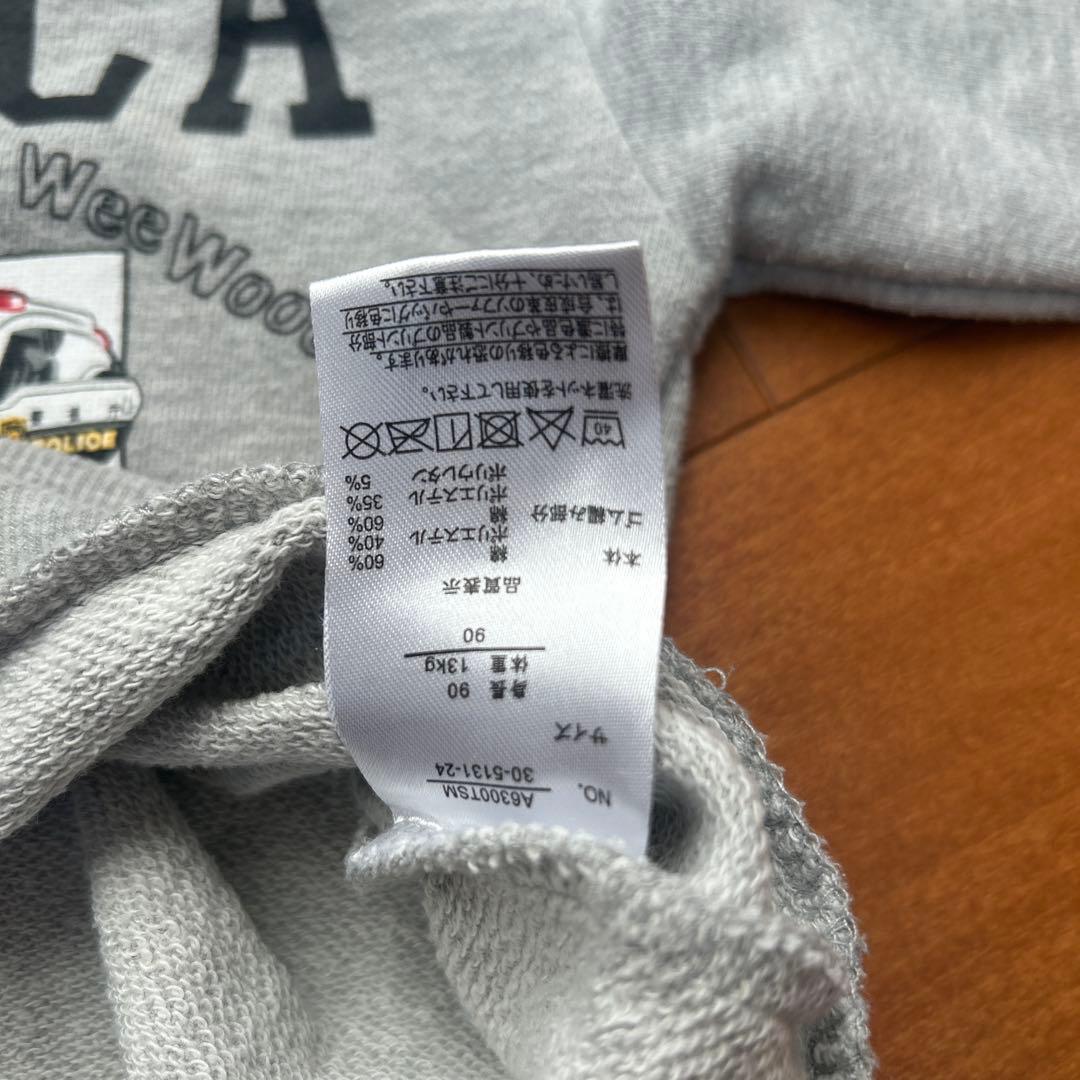 CA
WeeWoo
POLICE
NO. A6300TSM
30-5131-24
サイズ
身長 90
体重 13kg
90
品質表示
本体 綿 60%
ポリエステル 40%
ゴム編み部分 綿 60%
ポリエステル 35%
ポリウレタン 5%
40
洗濯ネットを使用して下さい。
摩擦による色移りの恐れがあります。
特に濃色品やプリント製品のプリント部分
は、合成皮革のソファーやバッグに色移り
し易いため、十分にご注意下さい。